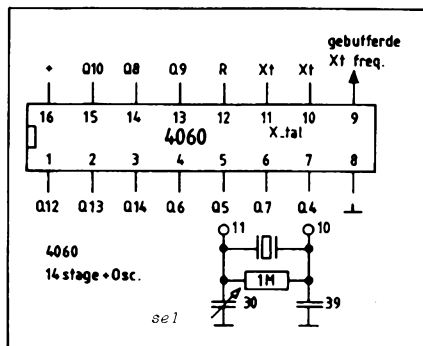 gebufferde
Xt freq.
+ Q10 Q8 Q9 R Xt Xt
16 15 14 13 12 11 10 9
4060 X_tal
1 2 3 4 5 6 7 8
Q12 Q13 Q14 Q6 Q5 Q7 Q4
11 10
4060
14 stage + Osc.
1M
30 39
sel